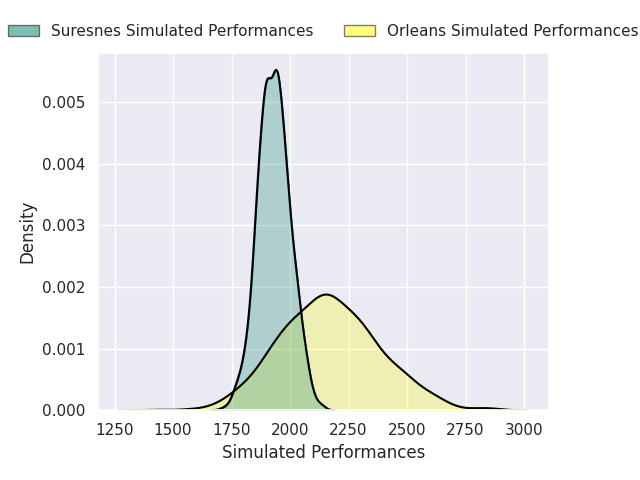 Suresnes Simulated Performances Orleans Simulated Performances
0.005
0.004
0.003
0.002
0.001
0.000
Density
1250 1500 1750 2000 2250 2500 2750 3000
Simulated Performances